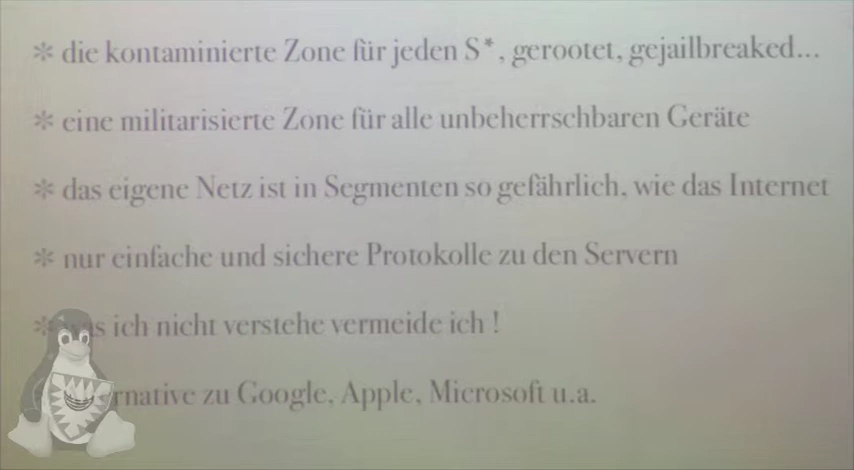 * die kontaminierte Zone für jeden S*, gerootet, gejailbreaked...
* eine militarisierte Zone für alle unbeherrschbaren Geräte
* das eigene Netz ist in Segmenten so gefährlich, wie das Internet
* nur einfache und sichere Protokolle zu den Servern
* was ich nicht verstehe vermeide ich !
zu Google, Apple, Microsoft u.a.